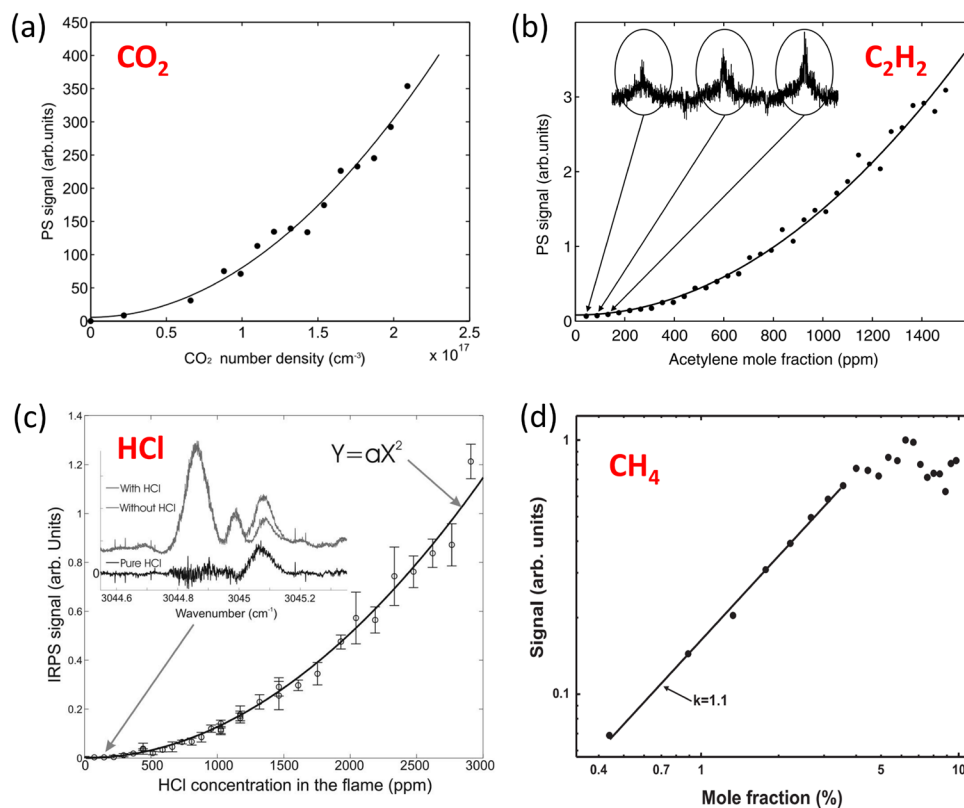 (a)
CO₂
PS signal (arb.units)
450
400
350
300
250
200
150
100
50
0
0 0.5 1 1.5 2 2.5
x 10¹⁷
CO₂ number density (cm⁻³)
(b)
C₂H₂
PS signal (arb.units)
3
2
1
0
0 200 400 600 800 1000 1200 1400
Acetylene mole fraction (ppm)
(c)
HCl
Y=aX²
IRPS signal (arb. Units)
1.4
1.2
1
0.8
0.6
0.4
0.2
0
With HCl
Without HCl
Pure HCl
0
3044.6 3044.8 3045 3045.2
Wavenumber (cm⁻¹)
0 500 1000 1500 2000 2500 3000
HCl concentration in the flame (ppm)
(d)
CH₄
Signal (arb. Units)
1
0.1
k=1.1
0.4 0.7 1 5 10
Mole fraction (%)